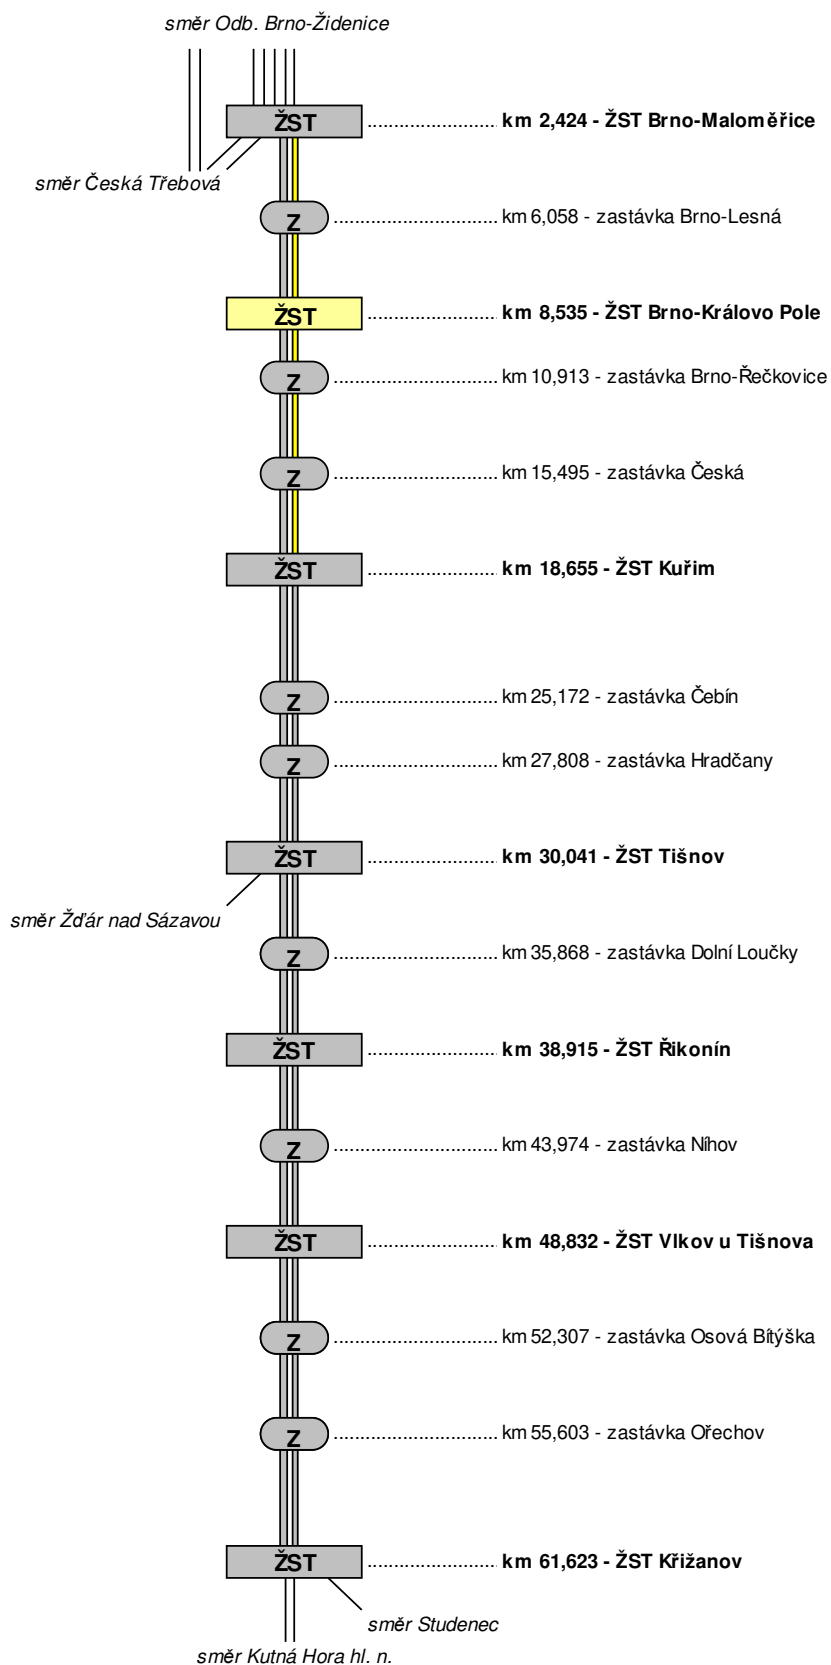 směr Odb. Brno-Židenice
ŽST ................... km 2,424 - ŽST Brno-Maloměřice
směr Česká Třebová
Z ........................ km 6,058 - zastávka Brno-Lesná
ŽST ................... km 8,535 - ŽST Brno-Královo Pole
Z ........................ km 10,913 - zastávka Brno-Řečkovice
Z ........................ km 15,495 - zastávka Česká
ŽST ................... km 18,655 - ŽST Kuřim
Z ........................ km 25,172 - zastávka Čebín
Z ........................ km 27,808 - zastávka Hradčany
ŽST ................... km 30,041 - ŽST Tišnov
směr Žďár nad Sázavou
Z ........................ km 35,868 - zastávka Dolní Loučky
ŽST ................... km 38,915 - ŽST Řikonín
Z ........................ km 43,974 - zastávka Níhov
ŽST ................... km 48,832 - ŽST Vlkov u Tišnova
Z ........................ km 52,307 - zastávka Osová Bítýška
Z ........................ km 55,603 - zastávka Ořechov
ŽST ................... km 61,623 - ŽST Křižanov
směr Studenec
směr Kutná Hora hl. n.